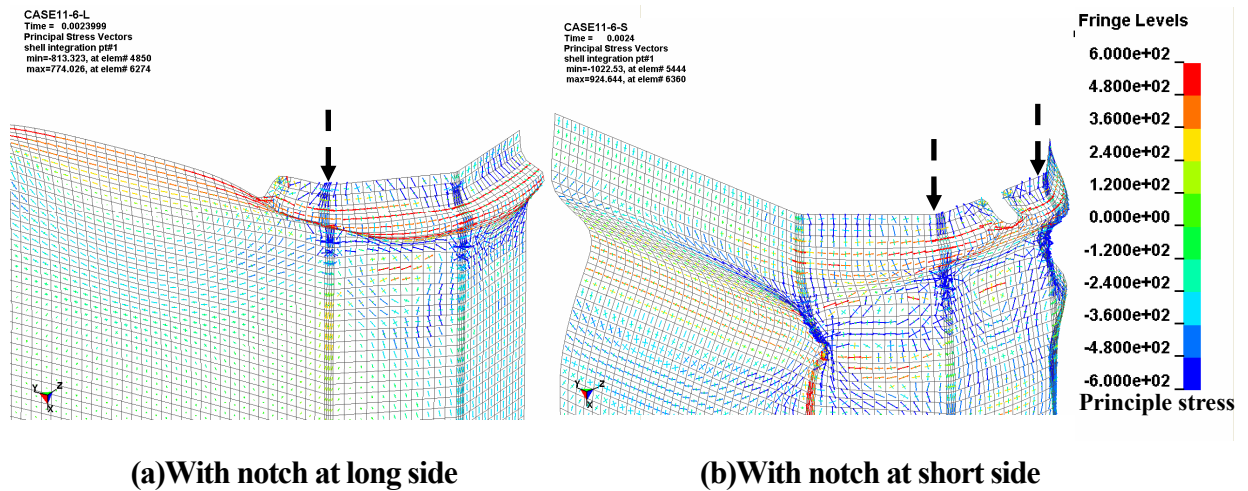 CASE11-6-L
Time = 0.0023999
Principal Stress Vectors
shell integration pt#1
min=-813.323, at elem# 4850
max=774.026, at elem# 6274
CASE11-6-S
Time = 0.0024
Principal Stress Vectors
shell integration pt#1
min=-1022.53, at elem# 5444
max=924.644, at elem# 6360
Fringe Levels
6.000e+02
4.800e+02
3.600e+02
2.400e+02
1.200e+02
0.000e+00
-1.200e+02
-2.400e+02
-3.600e+02
-4.800e+02
-6.000e+02
Principle stress
Y Z
X
Y Z
X
(a)With notch at long side
(b)With notch at short side